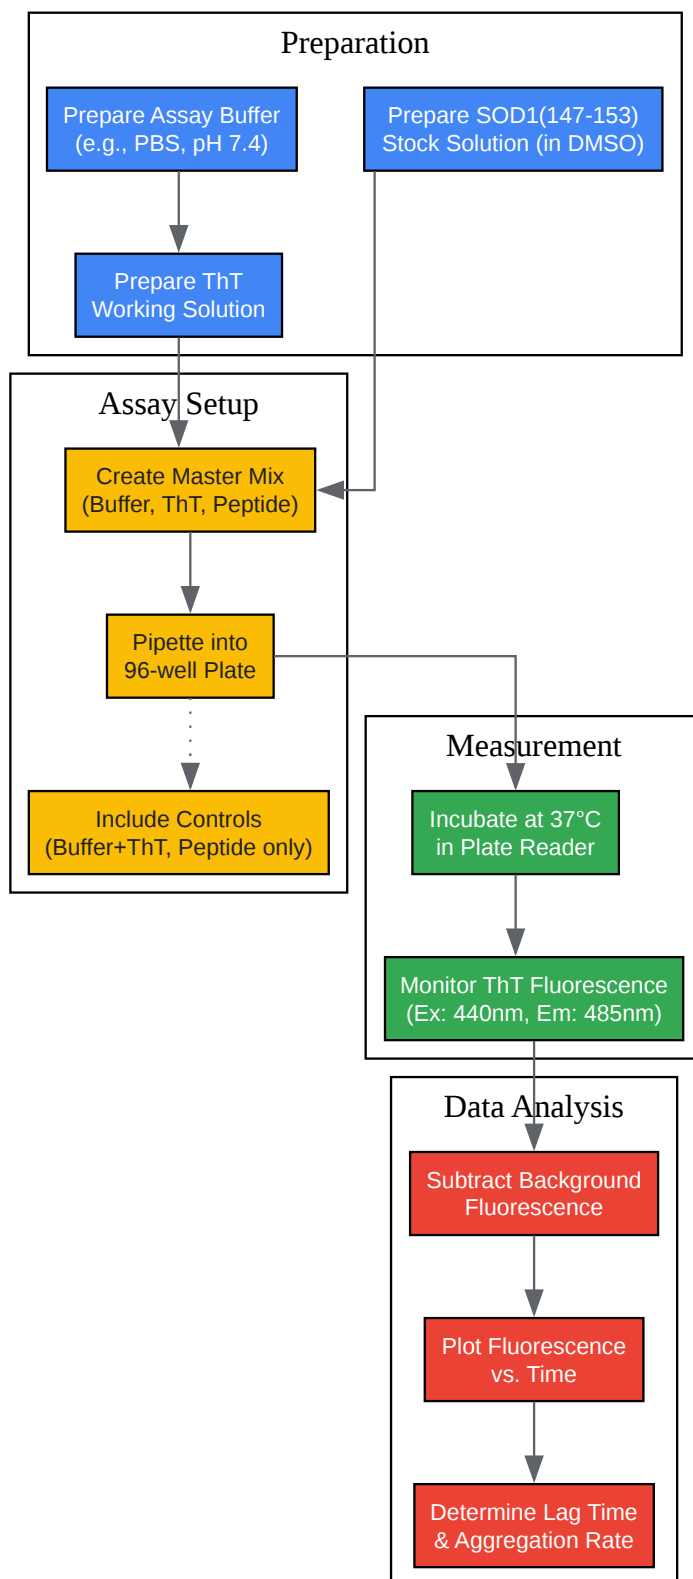 Preparation
Prepare Assay Buffer
(e.g., PBS, pH 7.4)
Prepare SOD1(147-153)
Stock Solution (in DMSO)
Prepare ThT
Working Solution
Assay Setup
Create Master Mix
(Buffer, ThT, Peptide)
Pipette into
96-well Plate
Include Controls
(Buffer+ThT, Peptide only)
Measurement
Incubate at 37°C
in Plate Reader
Monitor ThT Fluorescence
(Ex: 440nm, Em: 485nm)
Data Analysis
Subtract Background
Fluorescence
Plot Fluorescence
vs. Time
Determine Lag Time
& Aggregation Rate